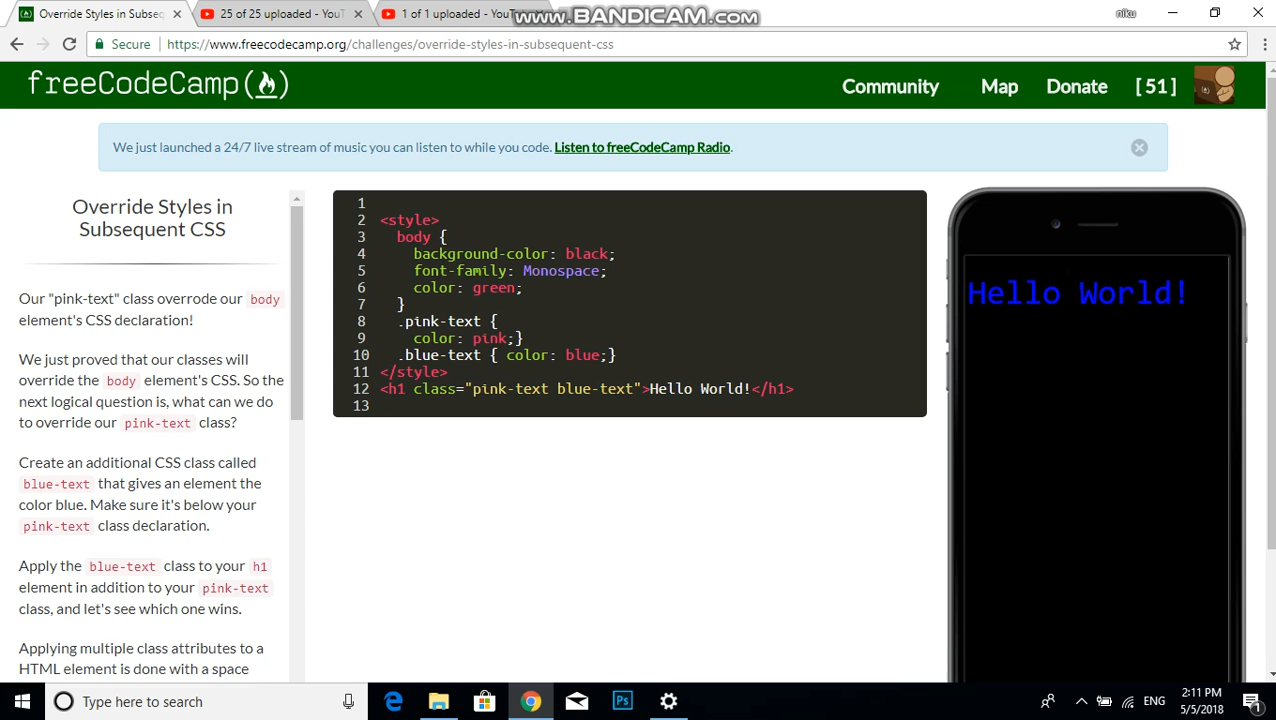 Override Styles in Subseq
25 of 25 uploaded - YouT
1 of 1 uploaded - YouT
www.BANDICAM.com
niku
Secure
https://www.freecodecamp.org/challenges/override-styles-in-subsequent-css
freeCodeCamp
Community
Map
Donate
[ 51 ]
We just launched a 24/7 live stream of music you can listen to while you code. Listen to freeCodeCamp Radio.
Override Styles in
Subsequent CSS
Our "pink-text" class overrode our body
element's CSS declaration!
We just proved that our classes will
override the body element's CSS. So the
next logical question is, what can we do
to override our pink-text class?
Create an additional CSS class called
blue-text that gives an element the
color blue. Make sure it's below your
pink-text class declaration.
Apply the blue-text class to your h1
element in addition to your pink-text
class, and let's see which one wins.
Applying multiple class attributes to a
HTML element is done with a space
1
2 <style>
3 body {
4 background-color: black;
5 font-family: Monospace;
6 color: green;
7 }
8 .pink-text {
9 color: pink;}
10 .blue-text { color: blue;}
11 </style>
12 <h1 class="pink-text blue-text">Hello World!</h1>
13
Hello World!
Type here to search
Ps
ENG
2:11 PM
5/5/2018
1